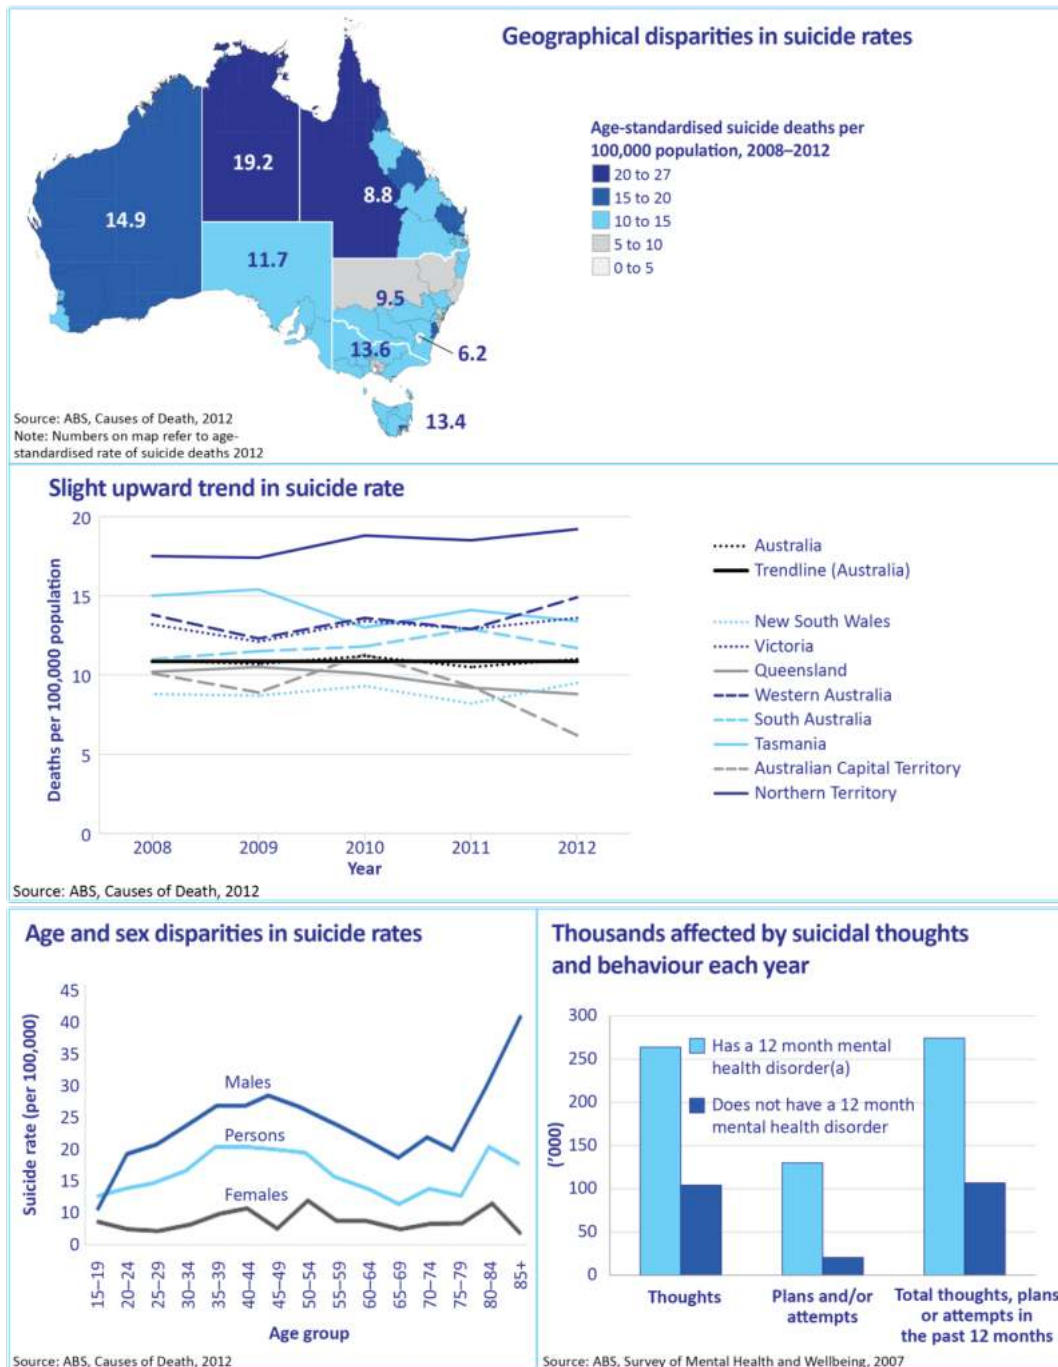 Geographical disparities in suicide rates
Age-standardised suicide deaths per
100,000 population, 2008–2012
20 to 27
15 to 20
10 to 15
5 to 10
0 to 5
19.2
8.8
14.9
11.7
9.5
13.6
6.2
13.4
Source: ABS, Causes of Death, 2012
Note: Numbers on map refer to age-
standardised rate of suicide deaths 2012
Slight upward trend in suicide rate
Deaths per 100,000 population
20
15
10
5
0
2008 2009 2010 2011 2012
Year
Australia
Trendline (Australia)
New South Wales
Victoria
Queensland
Western Australia
South Australia
Tasmania
Australian Capital Territory
Northern Territory
Source: ABS, Causes of Death, 2012
Age and sex disparities in suicide rates
Suicide rate (per 100,000)
45
40
35
30
25
20
15
10
0
Males
Persons
Females
15–19 20–24 25–29 30–34 35–39 40–44 45–49 50–54 55–59 60–64 65–69 70–74 75–79 80–84 85+
Age group
Source: ABS, Causes of Death, 2012
Thousands affected by suicidal thoughts
and behaviour each year
('000)
300
250
200
150
100
50
0
Has a 12 month mental
health disorder(a)
Does not have a 12 month
mental health disorder
Thoughts
Plans and/or
attempts
Total thoughts, plans
or attempts in
the past 12 months
Source: ABS, Survey of Mental Health and Wellbeing, 2007